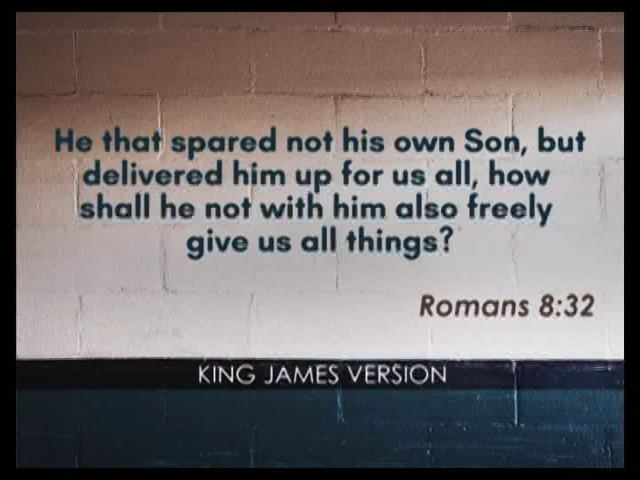 He that spared not his own Son, but
delivered him up for us all, how
shall he not with him also freely
give us all things?
Romans 8:32
KING JAMES VERSION